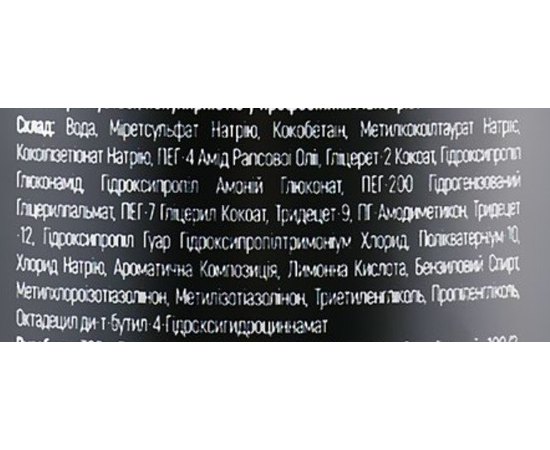 Склад: Вода, Міретсульфат Натрію, Кокобетаін, Метилкокоілтаурат Натрію,
Кокоілізетіонат Натрію, ПЕГ-4 Амід Рапсової Олії, Гліцерет-2 Кокоат, Гідроксипропіл
Глюконамід, Гідроксипропіл Амоній Глюконат, ПЕГ-200 Гідрогенізований
Гліцерилпальмат, ПЕГ-7 Гліцерил Кокоат, Тридецет-9, ПГ-Амодиметикон, Тридецет
-12, Гідроксипропіл Гуар Гідроксипропілтримоніум Хлорид, Полікватерніум-10,
Хлорид Натрію, Ароматична Композиція, Лимонна Кислота, Бензиловий Спирт,
Метилхлороізотіазолінон, Метилізотіазолінон, Триетиленгліколь, Пропіленгліколь,
Октадецил ди-т-бутил-4-Гідроксигидроциннамат